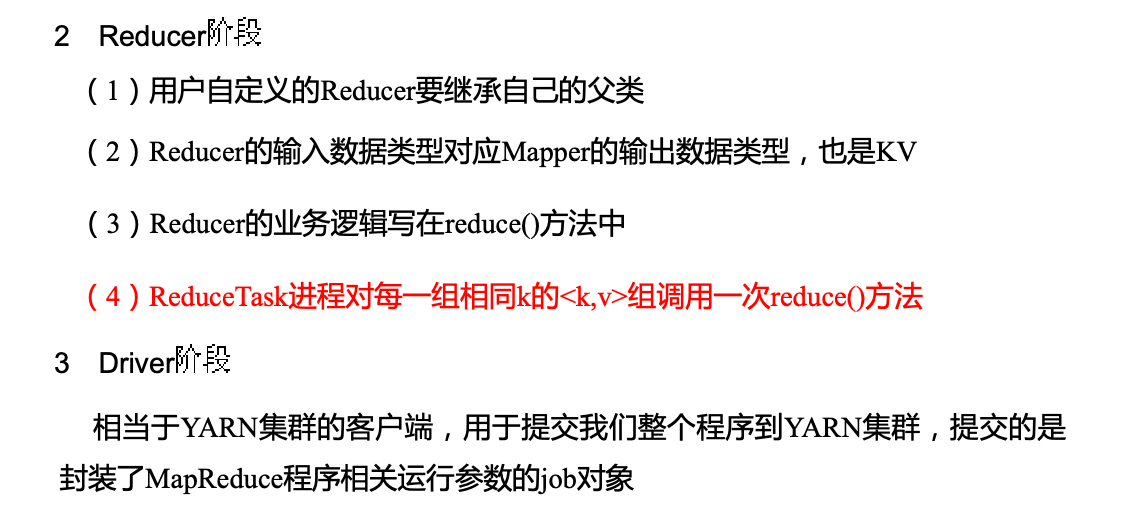 2 Reducer阶段
（1）用户自定义的Reducer要继承自己的父类
（2）Reducer的输入数据类型对应Mapper的输出数据类型，也是KV
（3）Reducer的业务逻辑写在reduce()方法中
（4）ReduceTask进程对每一组相同k的<k,v>组调用一次reduce()方法
3 Driver阶段
相当于YARN集群的客户端，用于提交我们整个程序到YARN集群，提交的是
封装了MapReduce程序相关运行参数的job对象